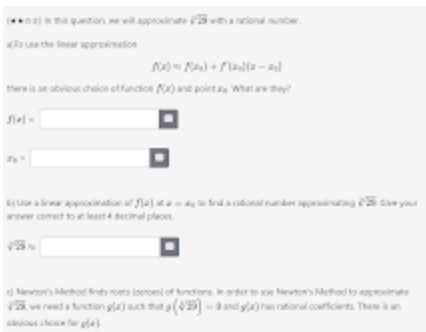 (★★☆☆) In this question, we will approximate ∛29 with a rational number.
a)To use the linear approximation
f(x) ≈ f(x₀) + f'(x₀)(x − x₀)
there is an obvious choice of function f(x) and point x₀. What are they?
f(x) =
x₀ =
b) Use a linear approximation of f(x) at x = x₀ to find a rational number approximating Give your
answer correct to at least 4 decimal places.
≈
c) Newton's Method finds roots (zeroes) of functions. In order to use Newton's Method to approximate
we need a function g(x) such that = 0 and g(x) has rational coefficients. There is an
obvious choice for g(x).